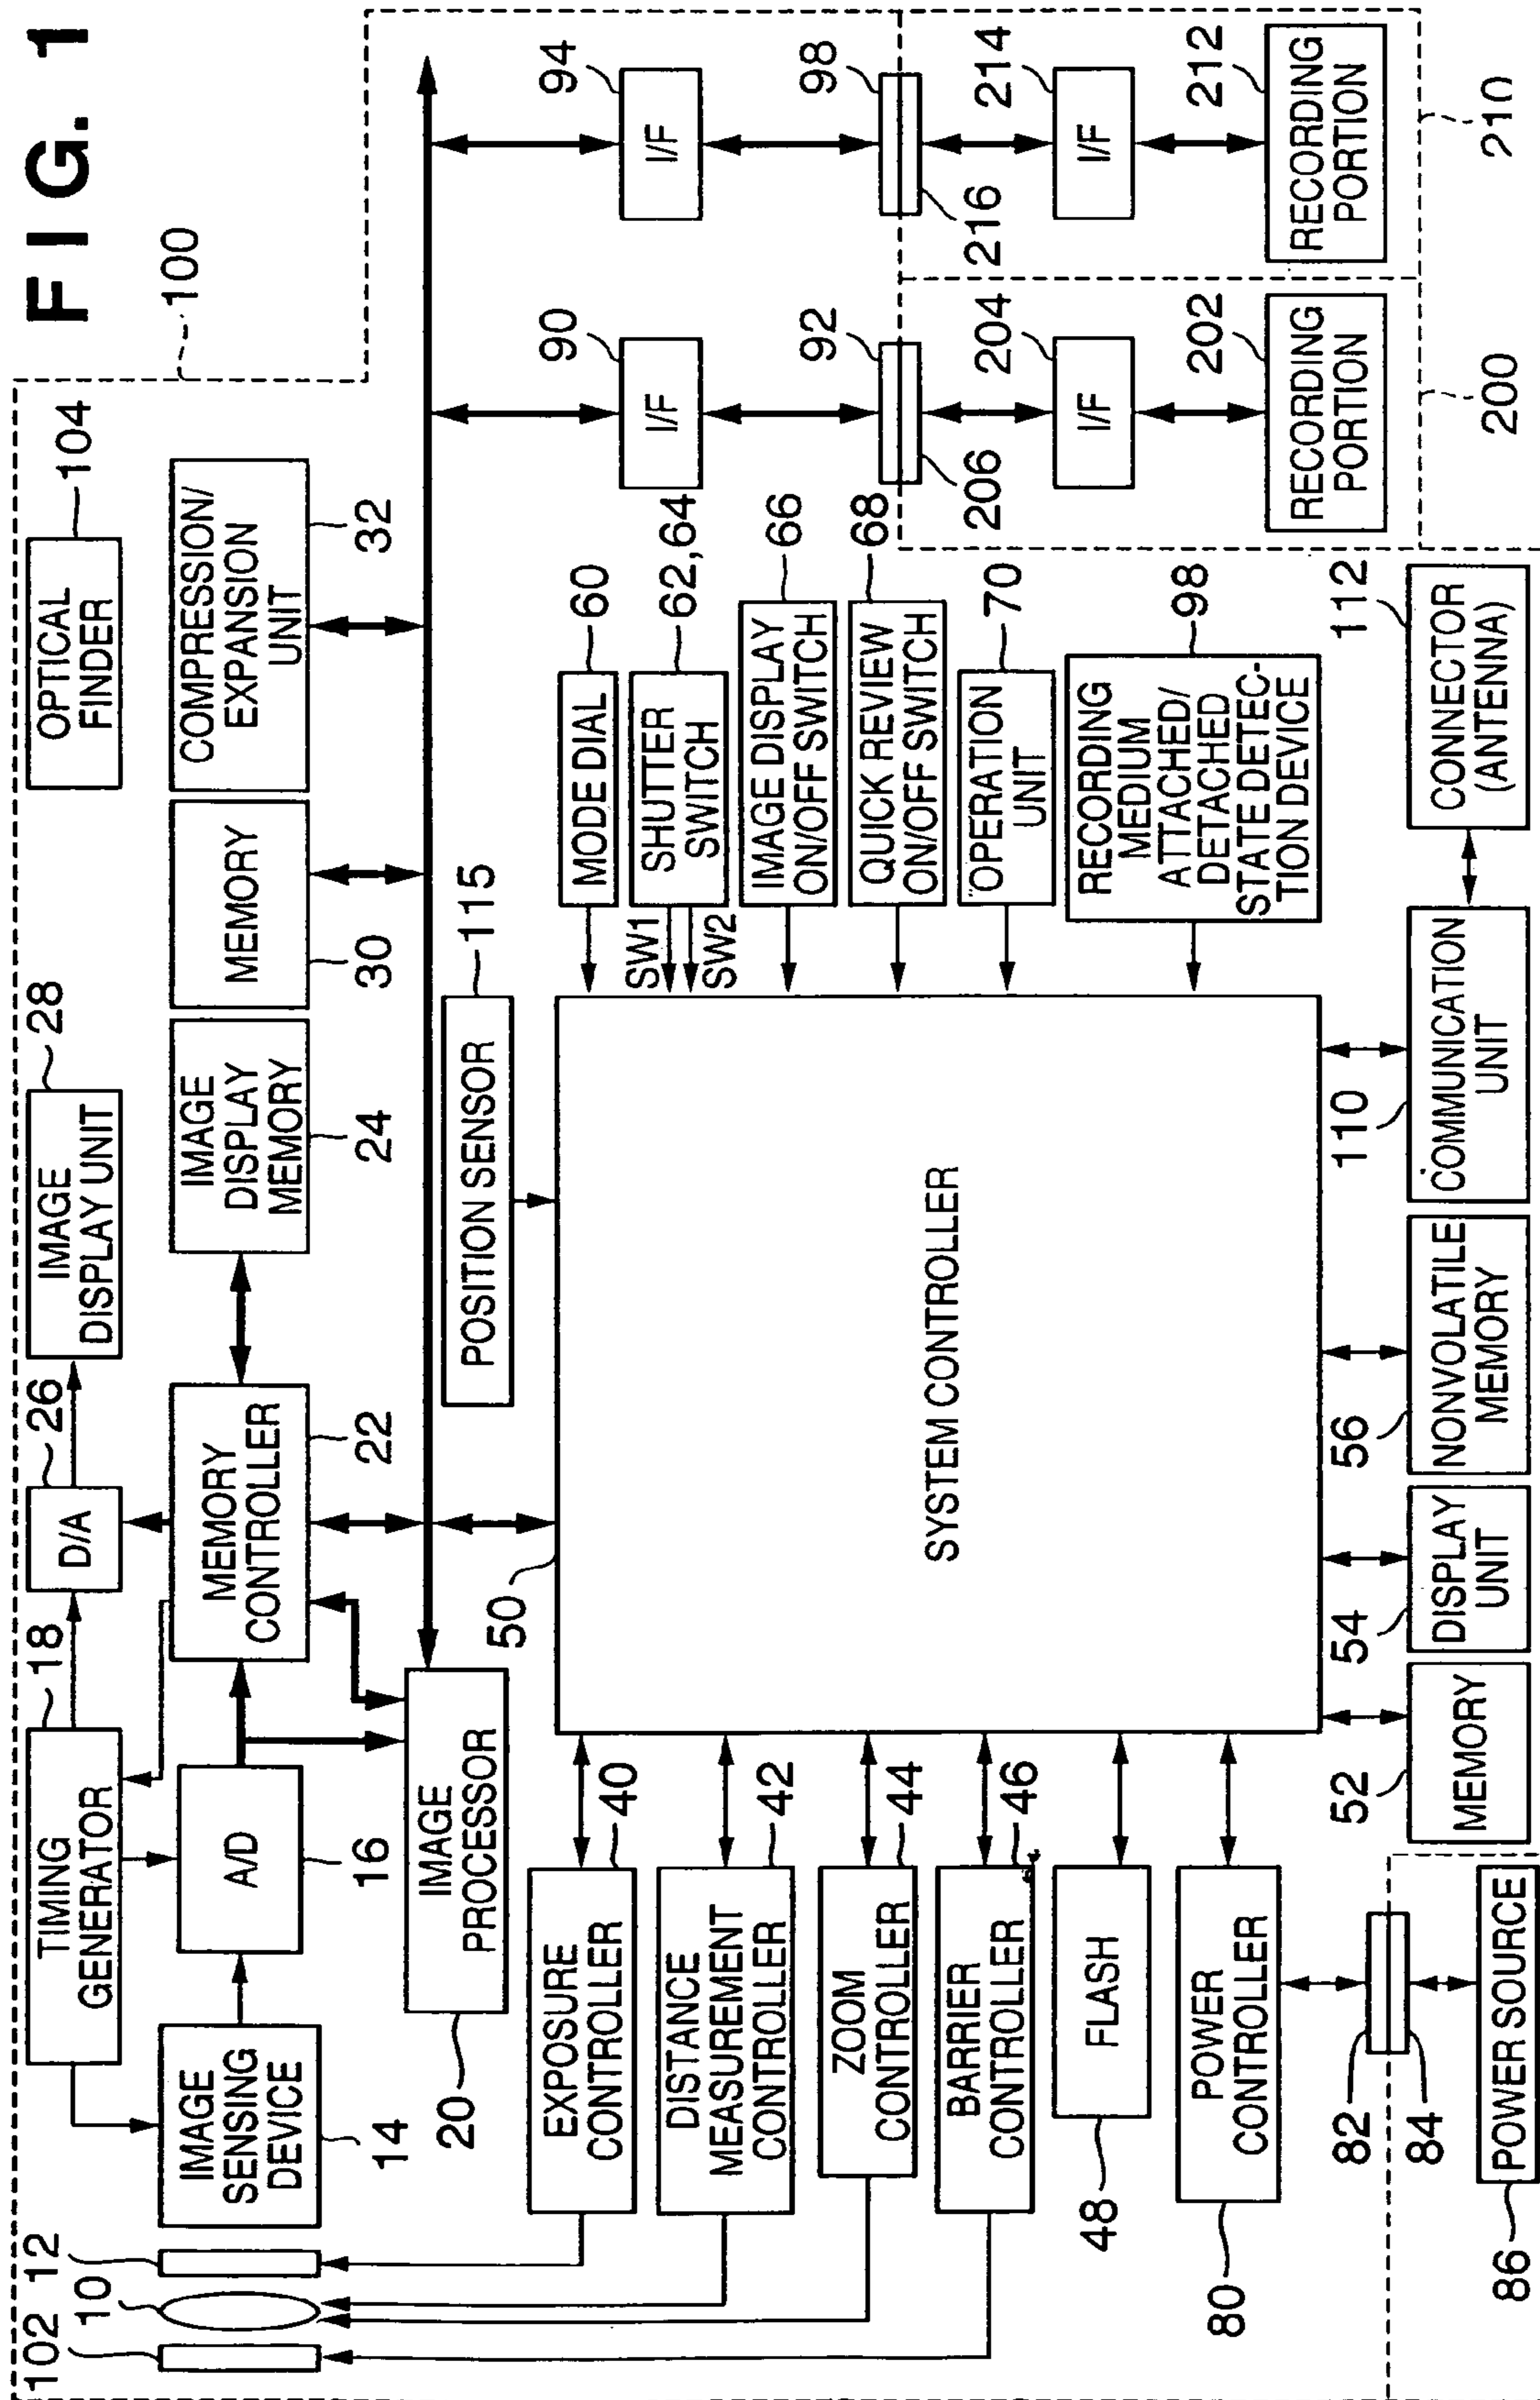 FIG. 1
100
102
10
12
18
26
28
104
TIMING
GENERATOR
D/A
IMAGE
DISPLAY UNIT
OPTICAL
FINDER
IMAGE
SENSING
DEVICE
14
A/D
16
MEMORY
CONTROLLER
22
IMAGE
DISPLAY
MEMORY
24
MEMORY
30
COMPRESSION/
EXPANSION
UNIT
32
IMAGE
PROCESSOR
20
50
POSITION SENSOR
115
EXPOSURE
CONTROLLER
40
DISTANCE
MEASUREMENT
CONTROLLER
42
ZOOM
CONTROLLER
44
BARRIER
CONTROLLER
46
FLASH
48
POWER
CONTROLLER
80
SYSTEM CONTROLLER
MODE DIAL
60
SW1
SW2
SHUTTER
SWITCH
62,64
IMAGE DISPLAY
ON/OFF SWITCH
66
QUICK REVIEW
ON/OFF SWITCH
68
OPERATION
UNIT
70
RECORDING
MEDIUM
ATTACHED/
DETACHED
STATE DETEC-
TION DEVICE
98
90
I/F
92
206
204
I/F
202
RECORDING
PORTION
200
94
I/F
98
216
214
I/F
212
RECORDING
PORTION
210
82
84
86
POWER SOURCE
52
MEMORY
54
DISPLAY
UNIT
56
NONVOLATILE
MEMORY
110
COMMUNICATION
UNIT
112
CONNECTOR
(ANTENNA)